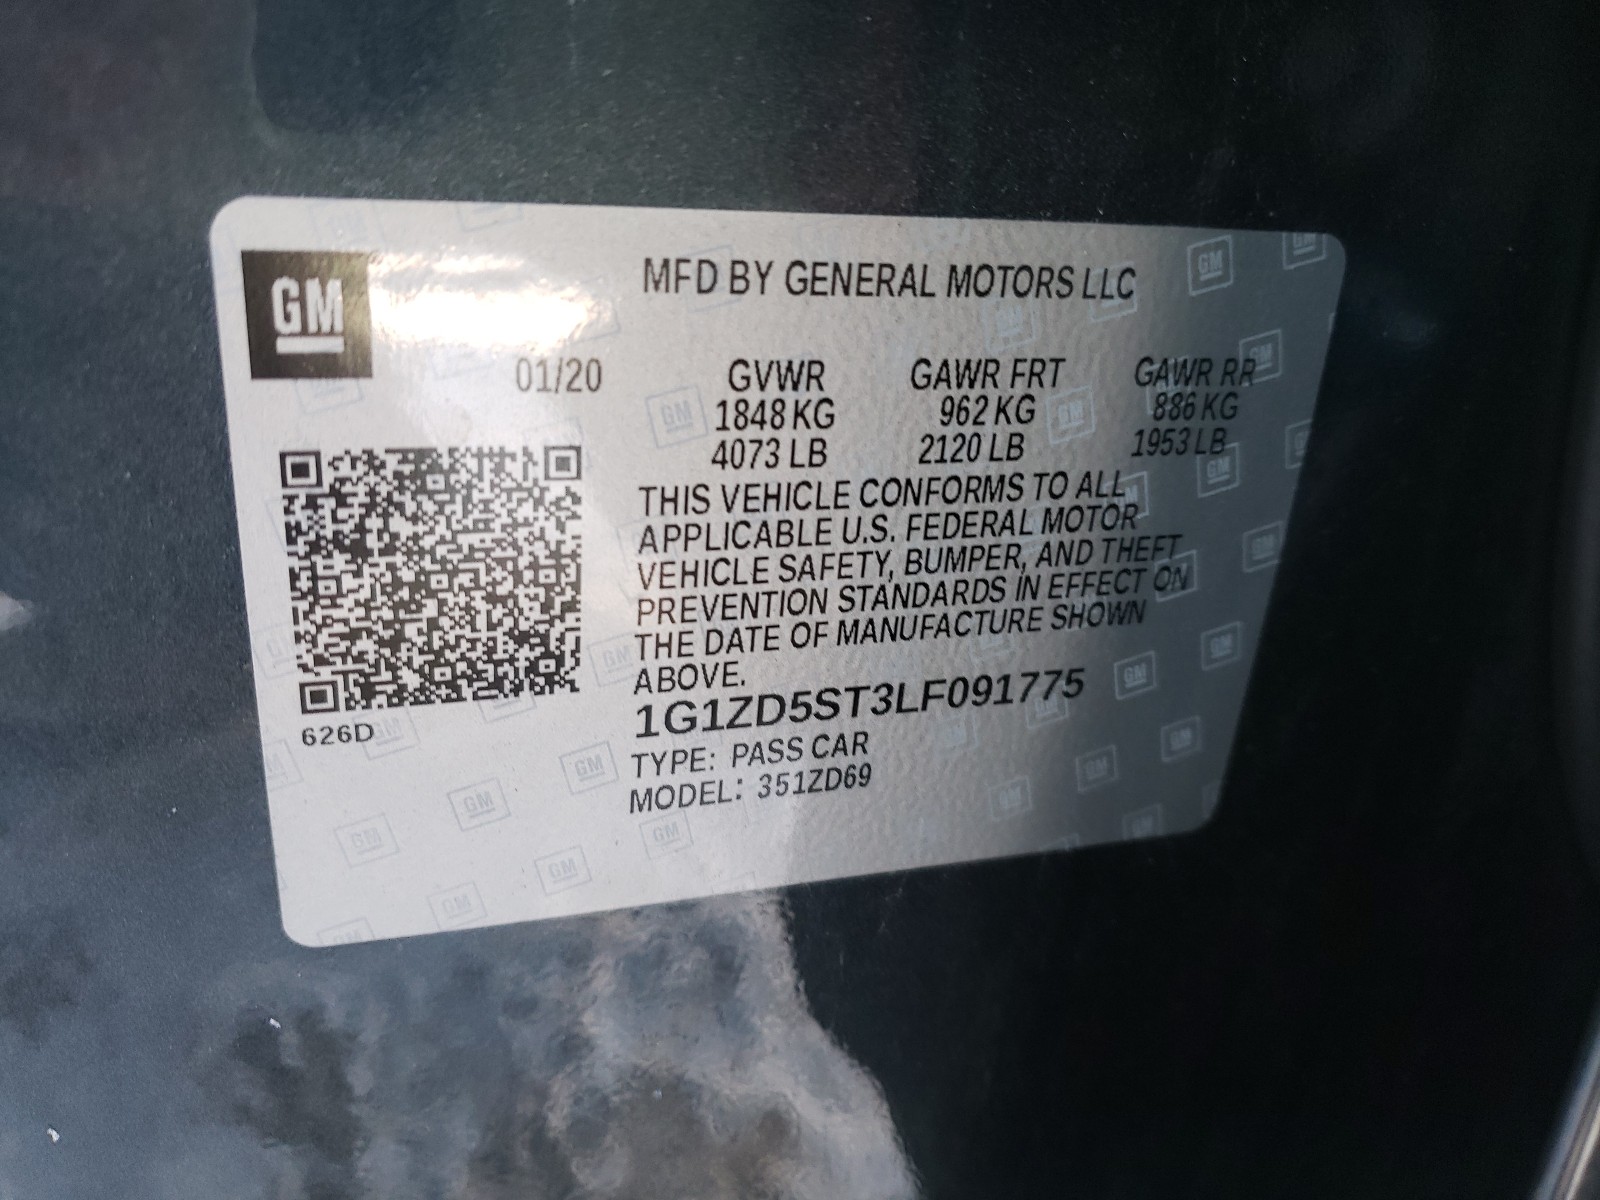 GM
MFD BY GENERAL MOTORS LLC
01/20 GVWR GAWR FRT GAWR RR
1848 KG 962 KG 886 KG
4073 LB 2120 LB 1953 LB
THIS VEHICLE CONFORMS TO ALL
APPLICABLE U.S. FEDERAL MOTOR
VEHICLE SAFETY, BUMPER, AND THEFT
PREVENTION STANDARDS IN EFFECT ON
THE DATE OF MANUFACTURE SHOWN
ABOVE.
1G1ZD5ST3LF091775
626D
TYPE: PASS CAR
MODEL: 351ZD69